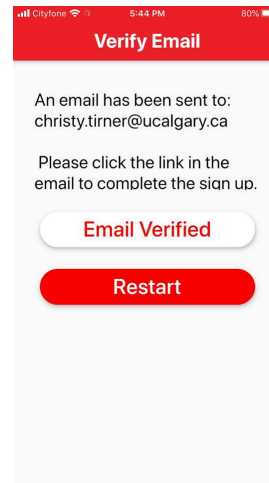 Cityfone 5:44 PM 80%
Verify Email
An email has been sent to:
christy.tirner@ucalgary.ca
Please click the link in the
email to complete the sign up.
Email Verified
Restart